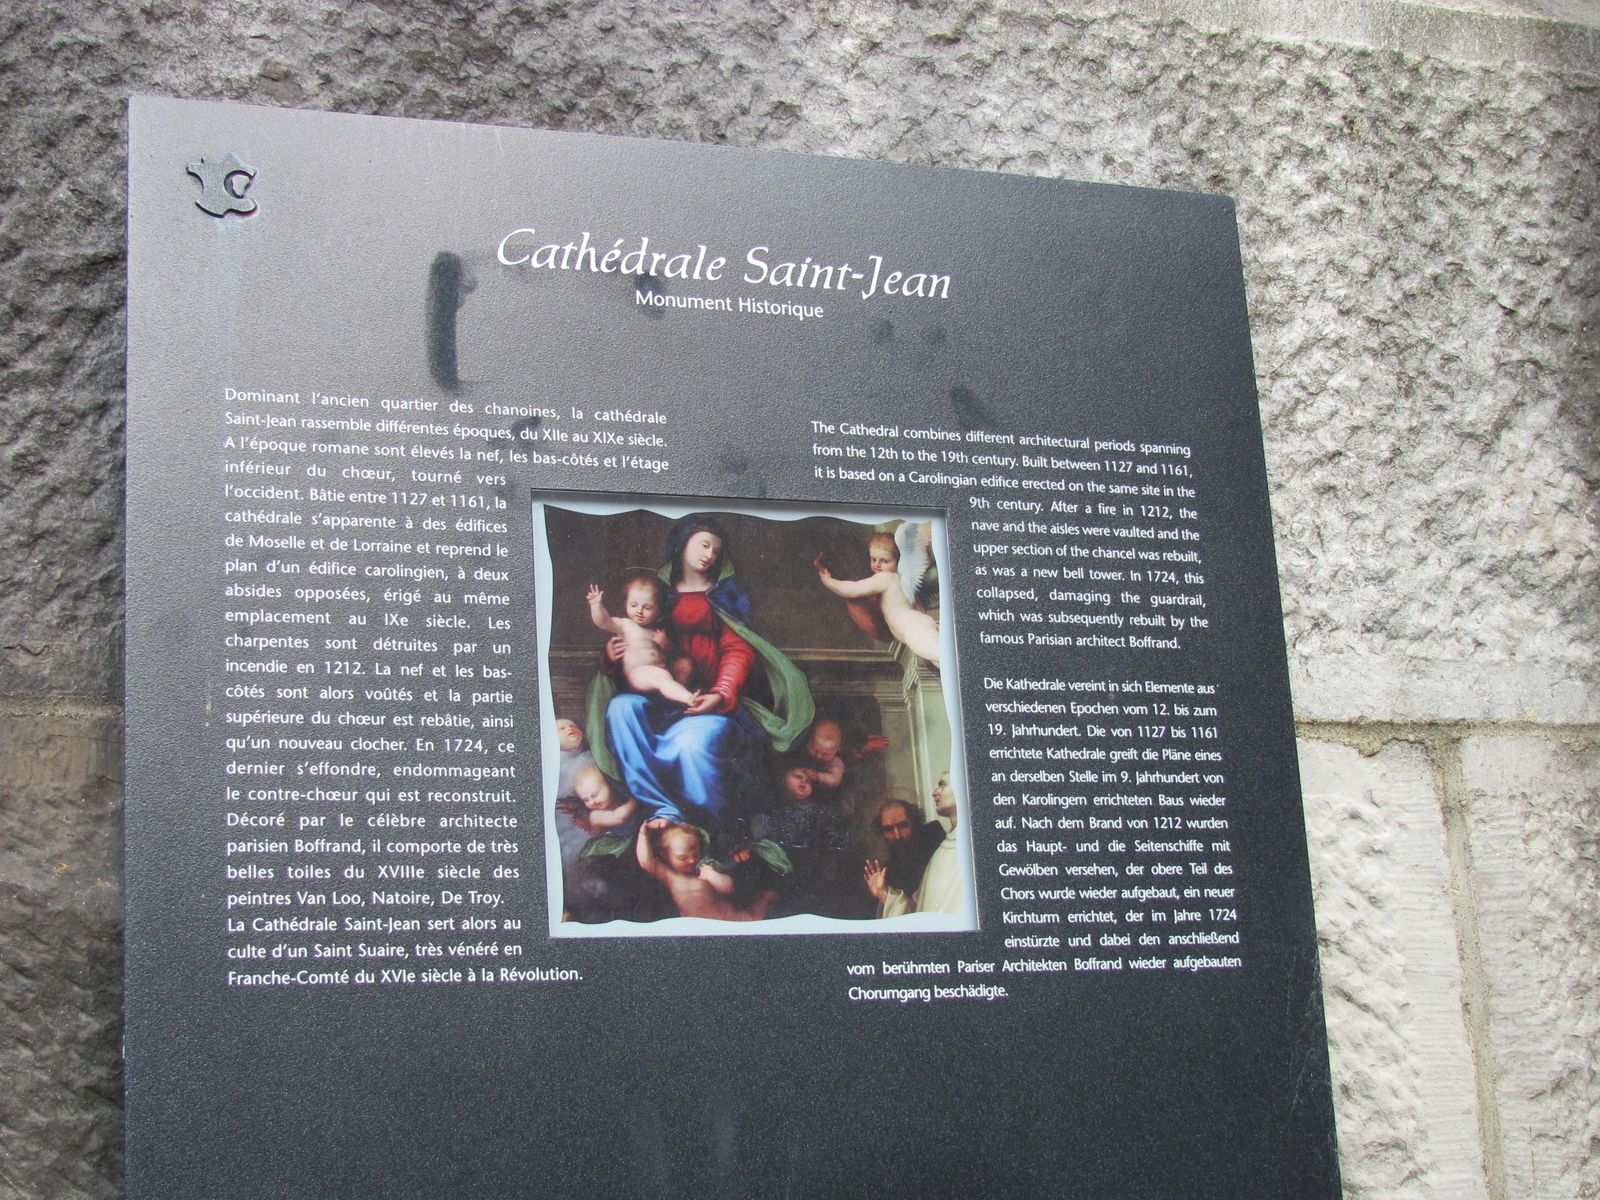 Cathédrale Saint-Jean
Monument Historique
Dominant l'ancien quartier des chanoines, la cathédrale
Saint-Jean rassemble différentes époques, du XIIe au XIXe siècle.
A l'époque romane sont élevés la nef, les bas-côtés et l'étage
inférieur du chœur, tourné vers
l'occident. Bâtie entre 1127 et 1161, la
cathédrale s'apparente à des édifices
de Moselle et de Lorraine et reprend le
plan d'un édifice carolingien, à deux
absides opposées, érigé au même
emplacement au IXe siècle. Les
charpentes sont détruites par un
incendie en 1212. La nef et les bas-
côtés sont alors voûtés et la partie
supérieure du chœur est rebâtie, ainsi
qu'un nouveau clocher. En 1724, ce
dernier s'effondre, endommageant
le contre-chœur qui est reconstruit.
Décoré par le célèbre architecte
parisien Boffrand, il comporte de très
belles toiles du XVIIIe siècle des
peintres Van Loo, Natoire, De Troy.
La Cathédrale Saint-Jean sert alors au
culte d'un Saint Suaire, très vénéré en
Franche-Comté du XVIe siècle à la Révolution.
The Cathedral combines different architectural periods spanning
from the 12th to the 19th century. Built between 1127 and 1161,
it is based on a Carolingian edifice erected on the same site in the
9th century. After a fire in 1212, the
nave and the aisles were vaulted and the
upper section of the chancel was rebuilt,
as was a new bell tower. In 1724, this
collapsed, damaging the guardrail,
which was subsequently rebuilt by the
famous Parisian architect Boffrand.
Die Kathedrale vereint in sich Elemente aus
verschiedenen Epochen vom 12. bis zum
19. Jahrhundert. Die von 1127 bis 1161
errichtete Kathedrale greift die Pläne eines
an derselben Stelle im 9. Jahrhundert von
den Karolingern errichteten Baus wieder
auf. Nach dem Brand von 1212 wurden
das Haupt- und die Seitenschiffe mit
Gewölben versehen, der obere Teil des
Chors wurde wieder aufgebaut, ein neuer
Kirchturm errichtet, der im Jahre 1724
einstürzte und dabei den anschließend
vom berühmten Pariser Architekten Boffrand wieder aufgebauten
Chorumgang beschädigte.